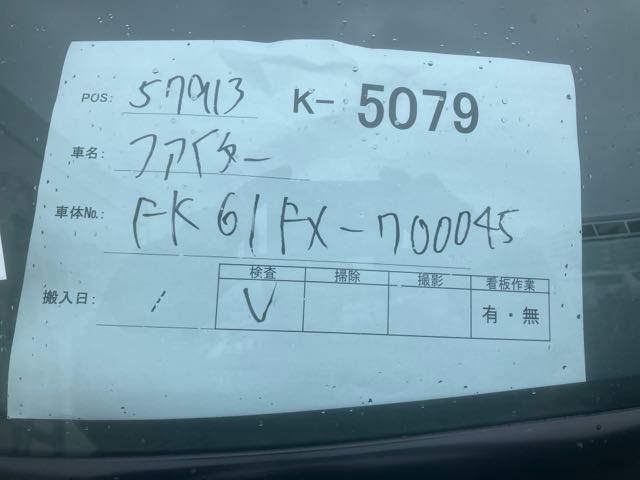 POS: 57913 K-5079
車名: ファイター
車体No.: FK61FX-700045
検査 掃除 撮影 看板作業
搬入日: / V 有・無